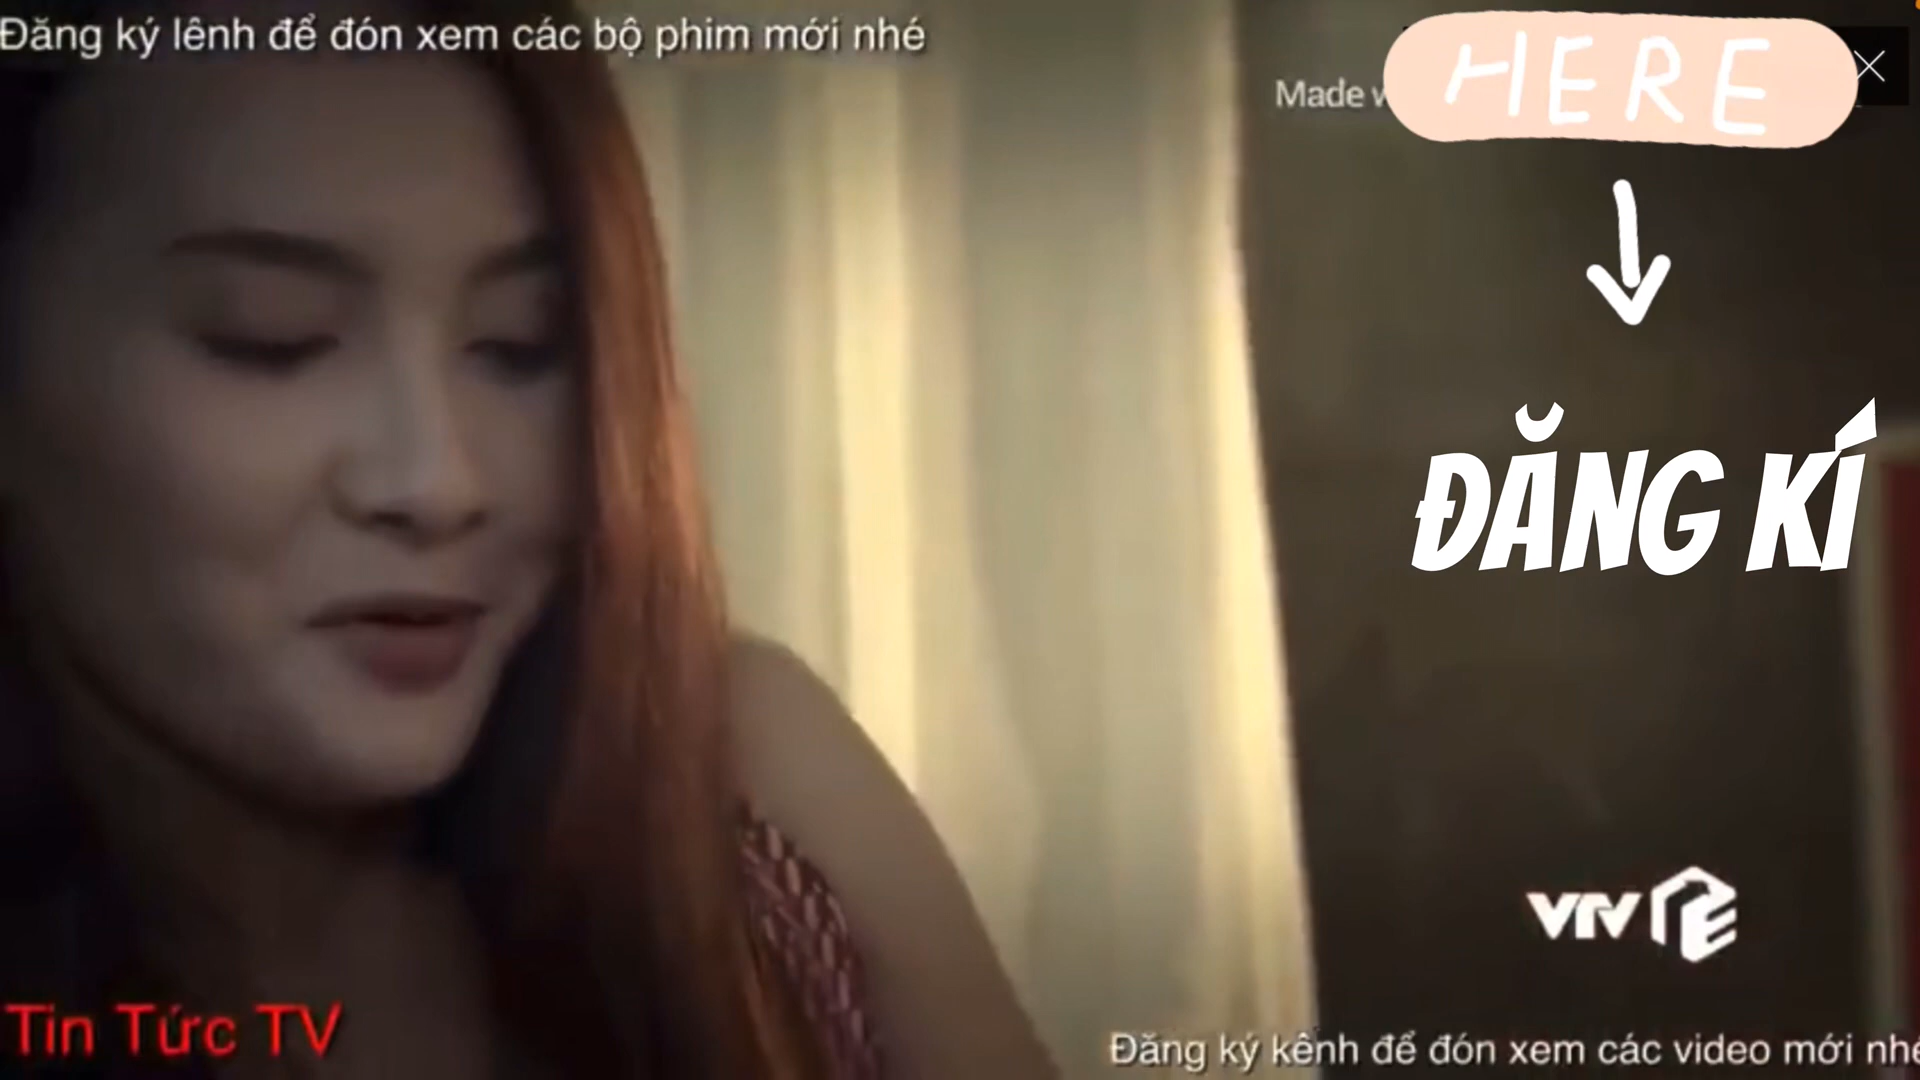 Đăng ký lênh để đón xem các bộ phim mới nhé
HERE
Made
ĐĂNG KÍ
VTV
Tin Tức TV
Đăng ký kênh để đón xem các video mới nhé